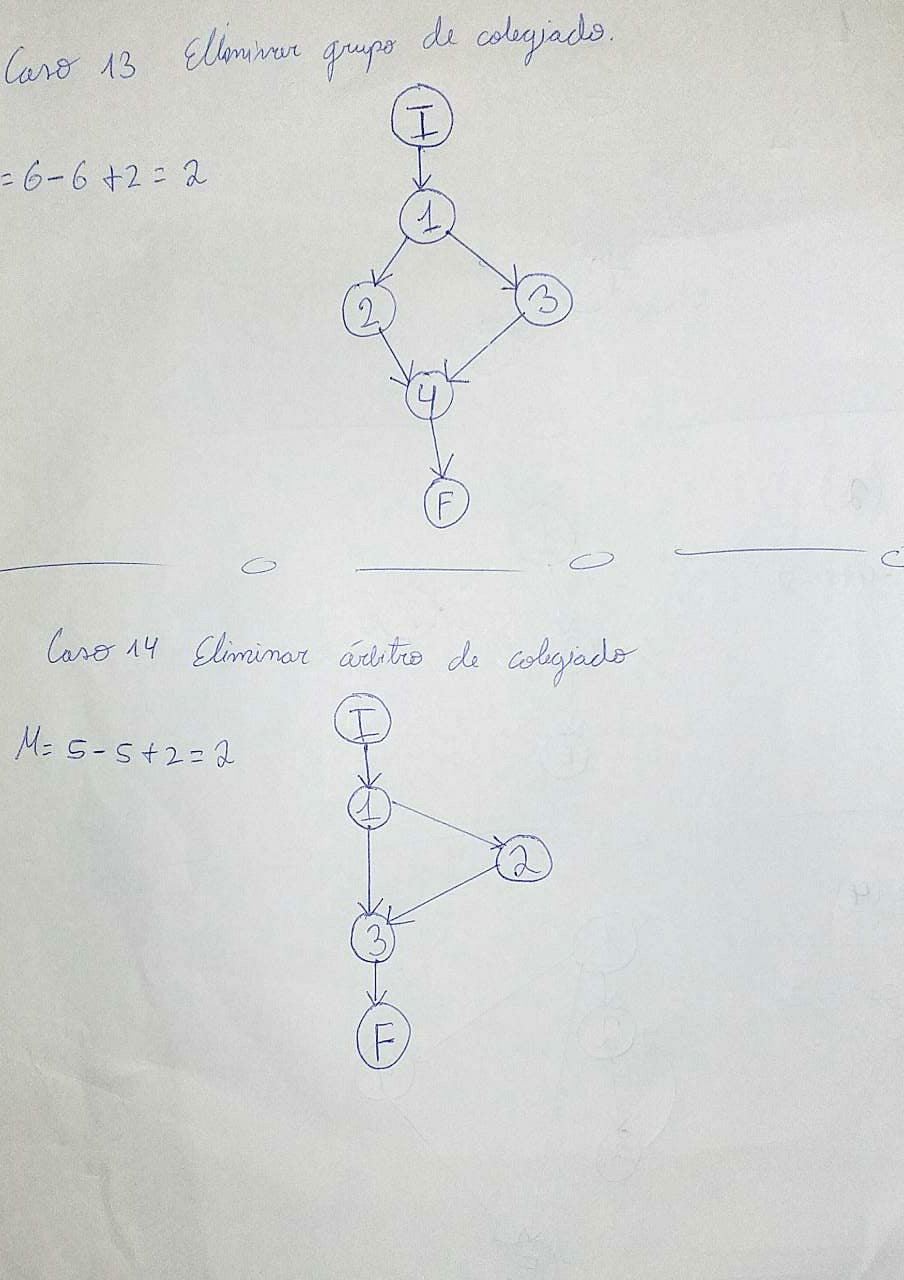 Caso 13 Elliminar grupo de colegiado.
I
= 6 - 6 + 2 = 2
1
2
3
4
F
Caso 14 Eliminar árbitro de colegiado
I
M = 5 - 5 + 2 = 2
1
2
3
F